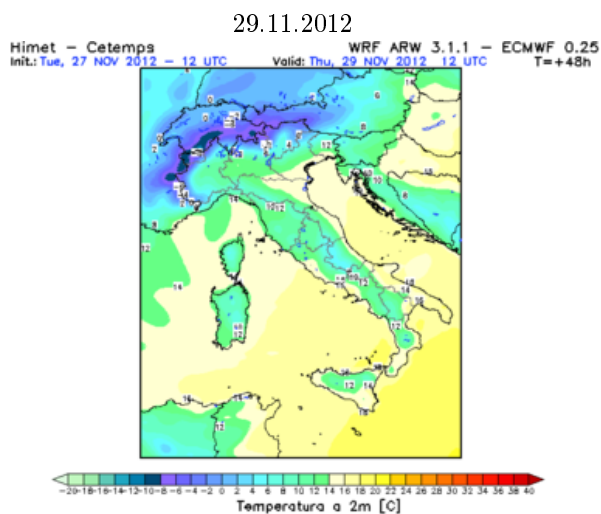 29.11.2012
Himet - Cetemps WRF ARW 3.1.1 - ECMWF 0.25
Init.: Tue, 27 NOV 2012 - 12 UTC Valid: Thu, 29 NOV 2012 12 UTC T=+48h
-20 -18 -16 -14 -12 -10 -8 -6 -4 -2 0 2 4 6 8 10 12 14 16 18 20 22 24 26 28 30 32 34 36 38 40
Temperatura a 2m [C]